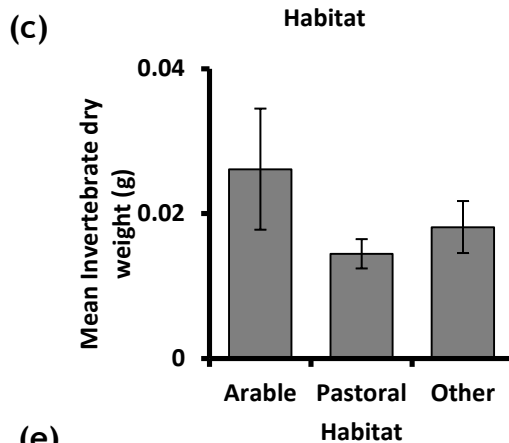 Habitat
(c)
Mean Invertebrate dry
weight (g)
0.04
0.02
0
Arable Pastoral Other
Habitat
(e)